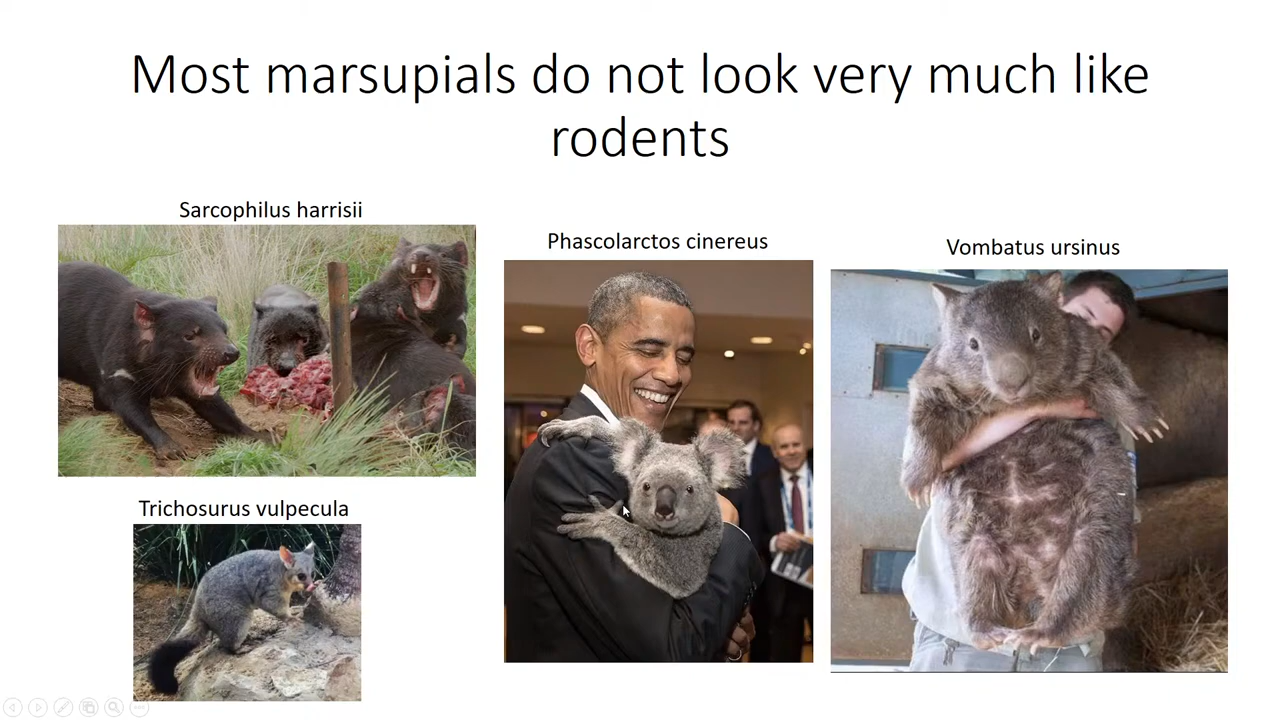 Most marsupials do not look very much like
rodents
Sarcophilus harrisii
Phascolarctos cinereus
Vombatus ursinus
Trichosurus vulpecula